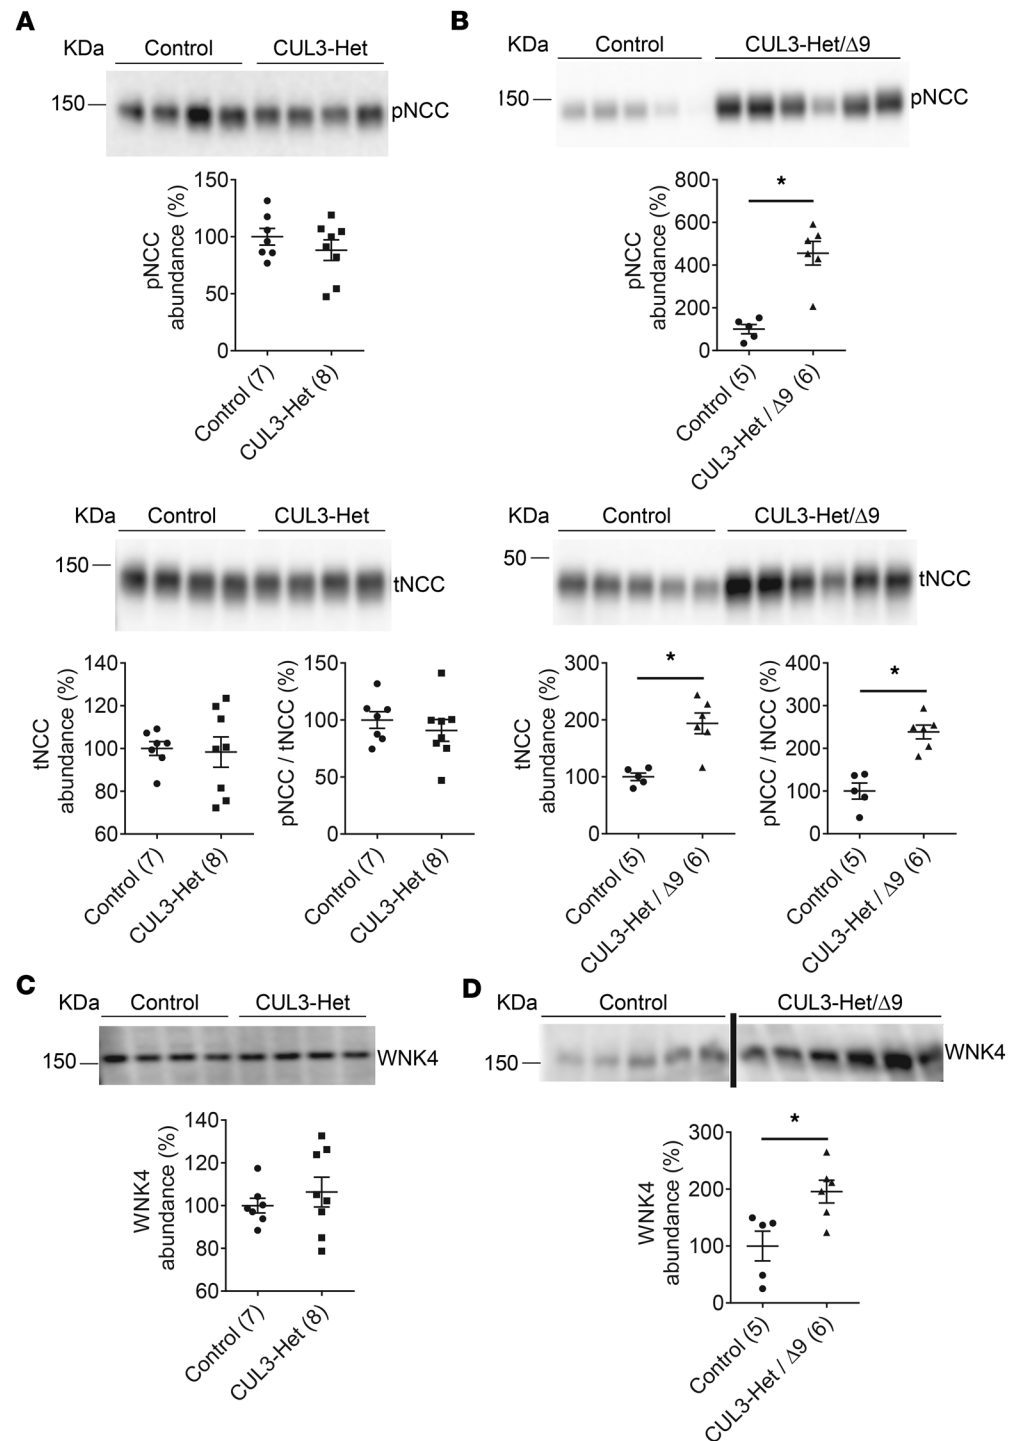 A
KDa Control CUL3-Het
150
pNCC
150
100
50
0
pNCC
abundance (%)
Control (7)
CUL3-Het (8)
KDa Control CUL3-Het
150
tNCC
140
120
100
80
60
tNCC
abundance (%)
Control (7)
CUL3-Het (8)
150
100
50
0
pNCC / tNCC (%)
Control (7)
CUL3-Het (8)
B
KDa Control CUL3-Het/Δ9
150
pNCC
*
800
600
400
200
0
pNCC
abundance (%)
Control (5)
CUL3-Het / Δ9 (6)
KDa Control CUL3-Het/Δ9
50
tNCC
*
300
200
100
0
tNCC
abundance (%)
Control (5)
CUL3-Het / Δ9 (6)
*
400
300
200
100
0
pNCC / tNCC (%)
Control (5)
CUL3-Het / Δ9 (6)
C
KDa Control CUL3-Het
150
WNK4
140
120
100
80
60
WNK4
abundance (%)
Control (7)
CUL3-Het (8)
D
KDa Control CUL3-Het/Δ9
150
WNK4
*
300
200
100
0
WNK4
abundance (%)
Control (5)
CUL3-Het / Δ9 (6)